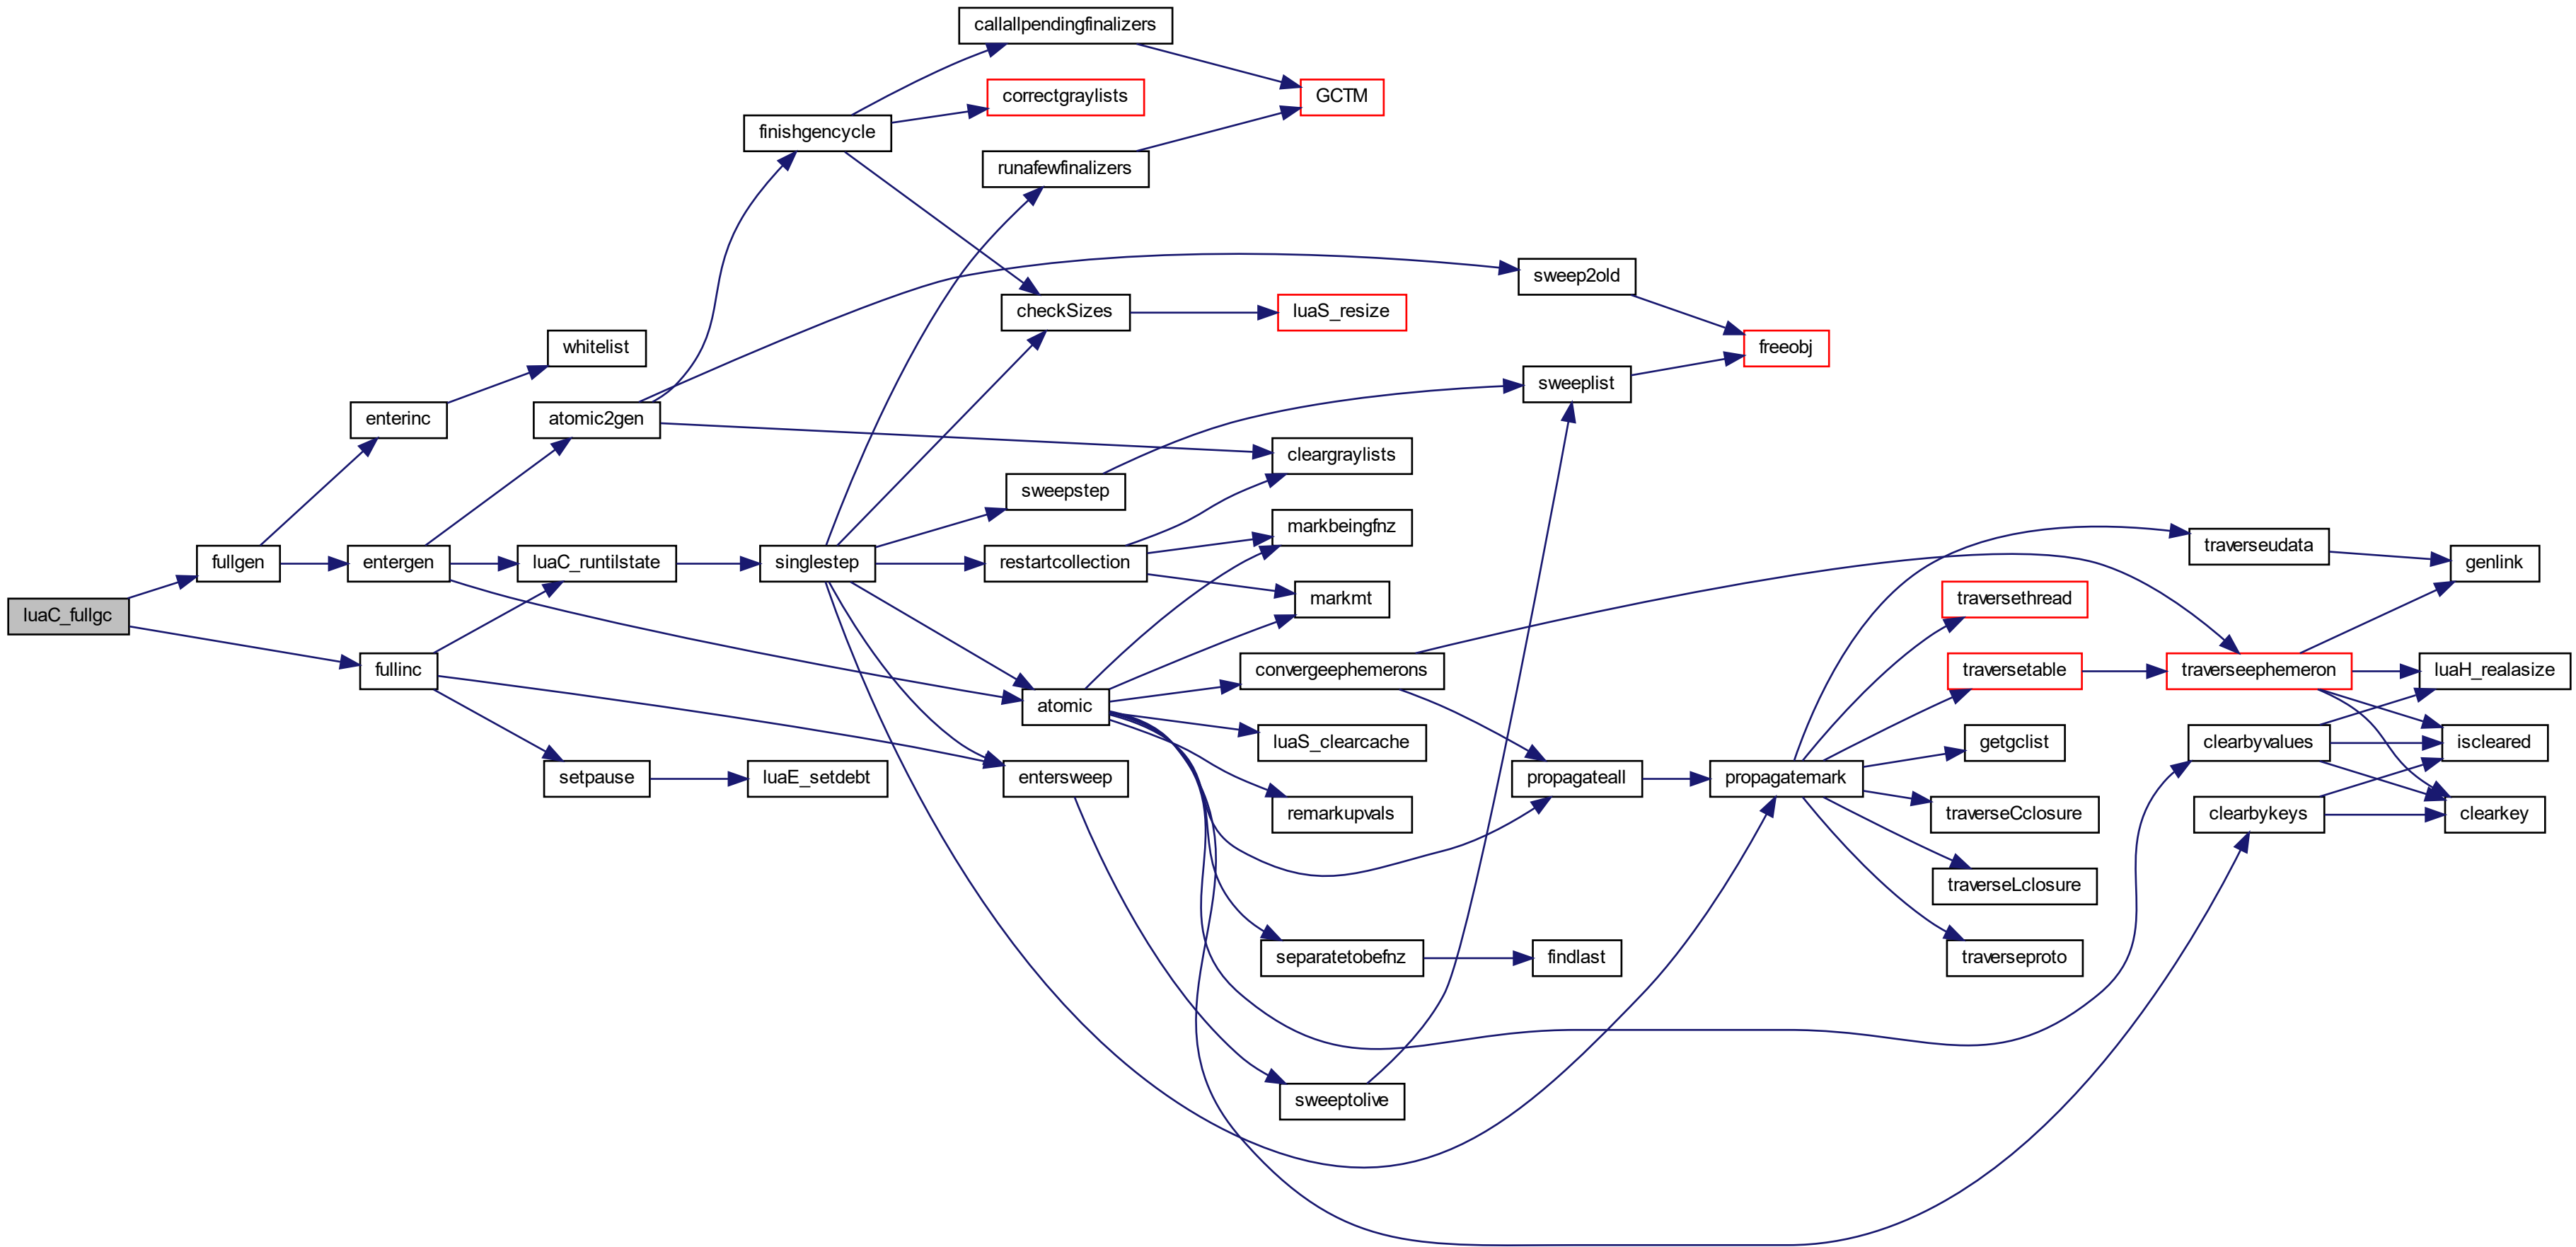 callallpendingfinalizers
correctgraylists
GCTM
finishgencycle
runafewfinalizers
sweep2old
checkSizes
luaS_resize
whitelist
freeobj
sweeplist
enterinc
atomic2gen
cleargraylists
sweepstep
markbeingfnz
traverseudata
fullgen
entergen
luaC_runtilstate
singlestep
restartcollection
genlink
markmt
traversethread
luaC_fullgc
fullinc
convergeephemerons
traversetable
traverseephemeron
luaH_realasize
atomic
luaS_clearcache
getgclist
clearbyvalues
iscleared
setpause
luaE_setdebt
entersweep
propagateall
propagatemark
remarkupvals
traverseCclosure
clearbykeys
clearkey
traverseLclosure
separatetobefnz
findlast
traverseproto
sweeptolive